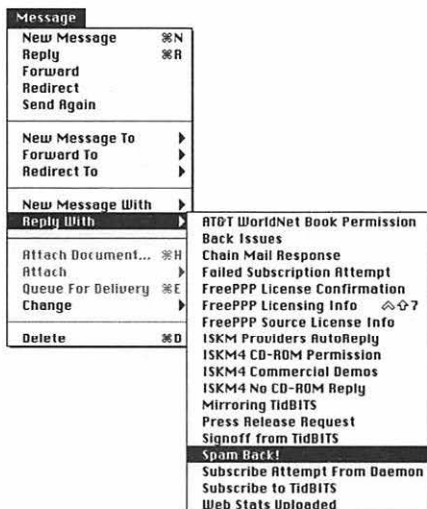 Message
New Message ⌘N
Reply ⌘R
Forward
Redirect
Send Again
New Message To
Forward To
Redirect To
New Message With
Reply With
Attach Document... ⌘H
Attach
Queue For Delivery ⌘E
Change
Delete ⌘D
AT&T WorldNet Book Permission
Back Issues
Chain Mail Response
Failed Subscription Attempt
FreePPP License Confirmation
FreePPP Licensing Info ⌃⇧7
FreePPP Source License Info
ISKM Providers AutoReply
ISKM4 CD-ROM Permission
ISKM4 Commercial Demos
ISKM4 No CD-ROM Reply
Mirroring TidBITS
Press Release Request
Signoff from TidBITS
Spam Back!
Subscribe Attempt From Daemon
Subscribe to TidBITS
Web Stats Uploaded